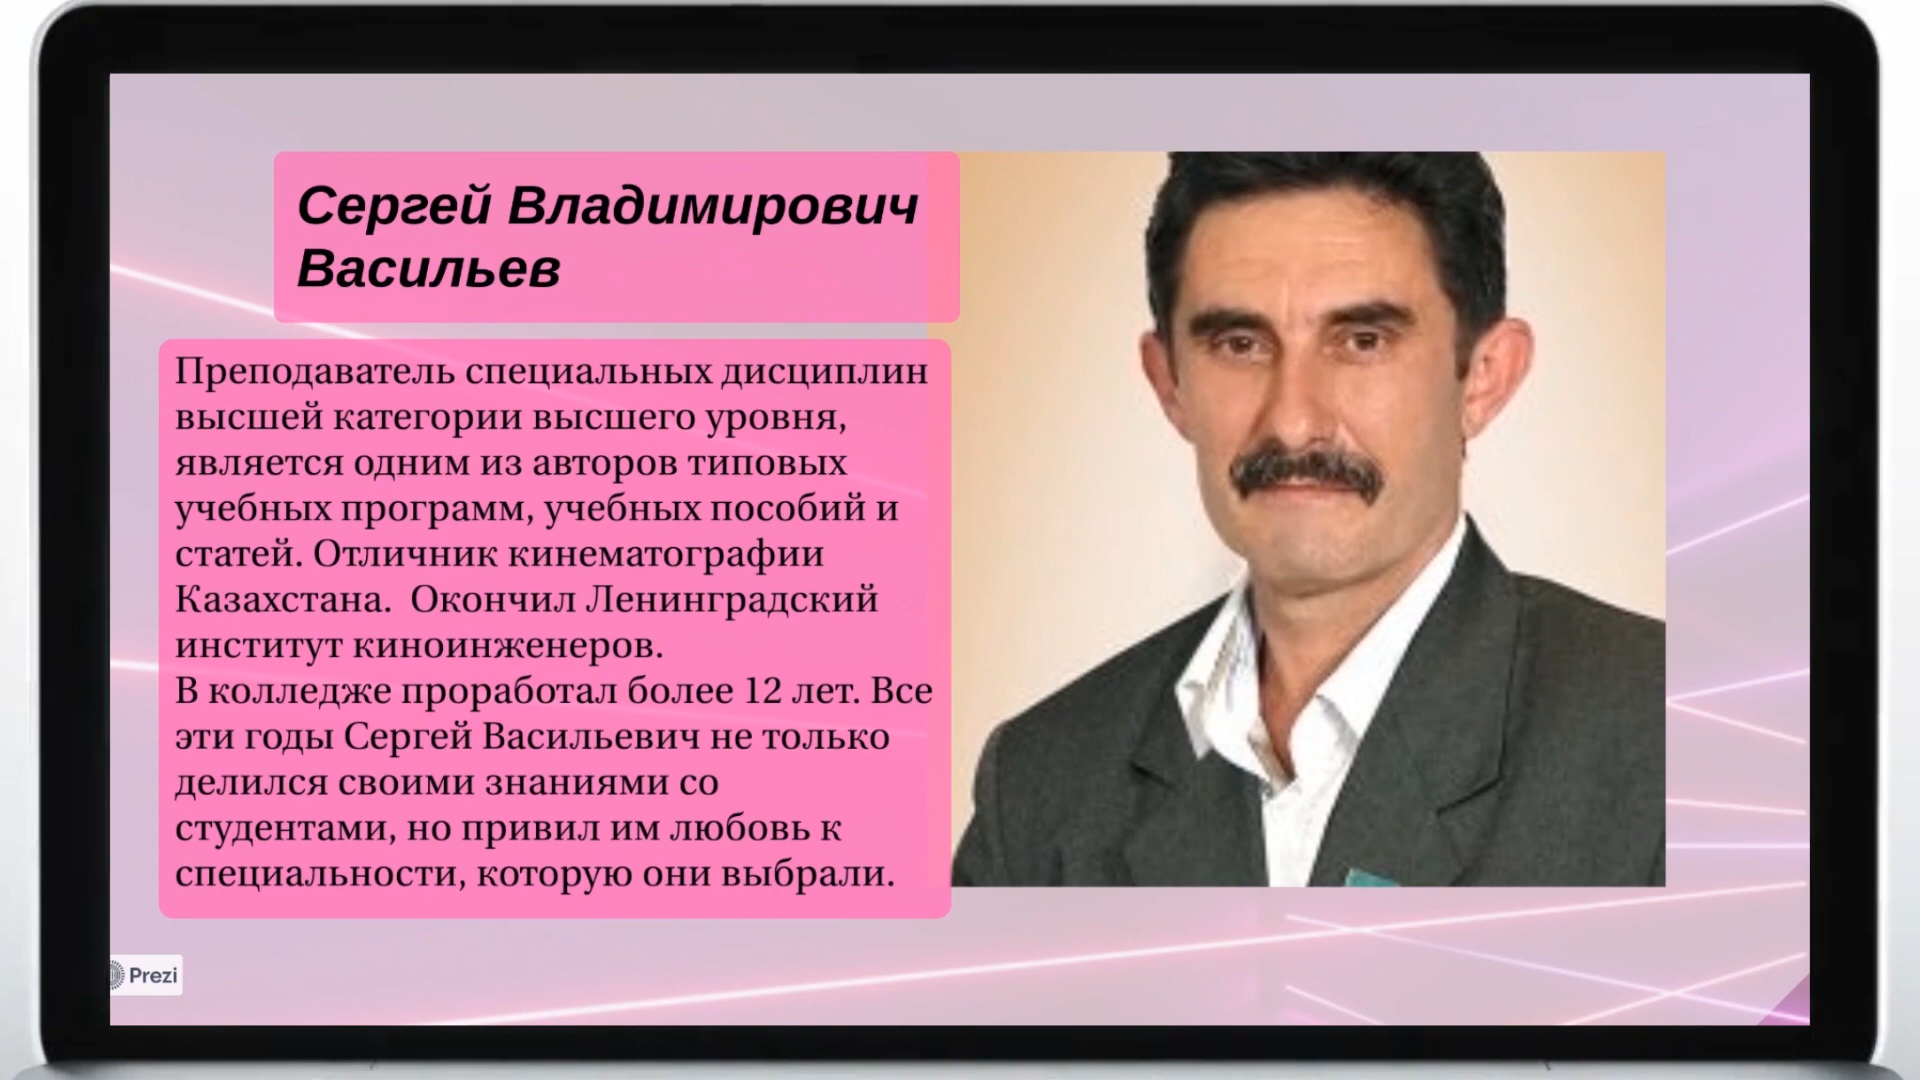 Сергей Владимирович
Васильев
Преподаватель специальных дисциплин
высшей категории высшего уровня,
является одним из авторов типовых
учебных программ, учебных пособий и
статей. Отличник кинематографии
Казахстана.  Окончил Ленинградский
институт киноинженеров.
В колледже проработал более 12 лет. Все
эти годы Сергей Васильевич не только
делился своими знаниями со
студентами, но привил им любовь к
специальности, которую они выбрали.
Prezi